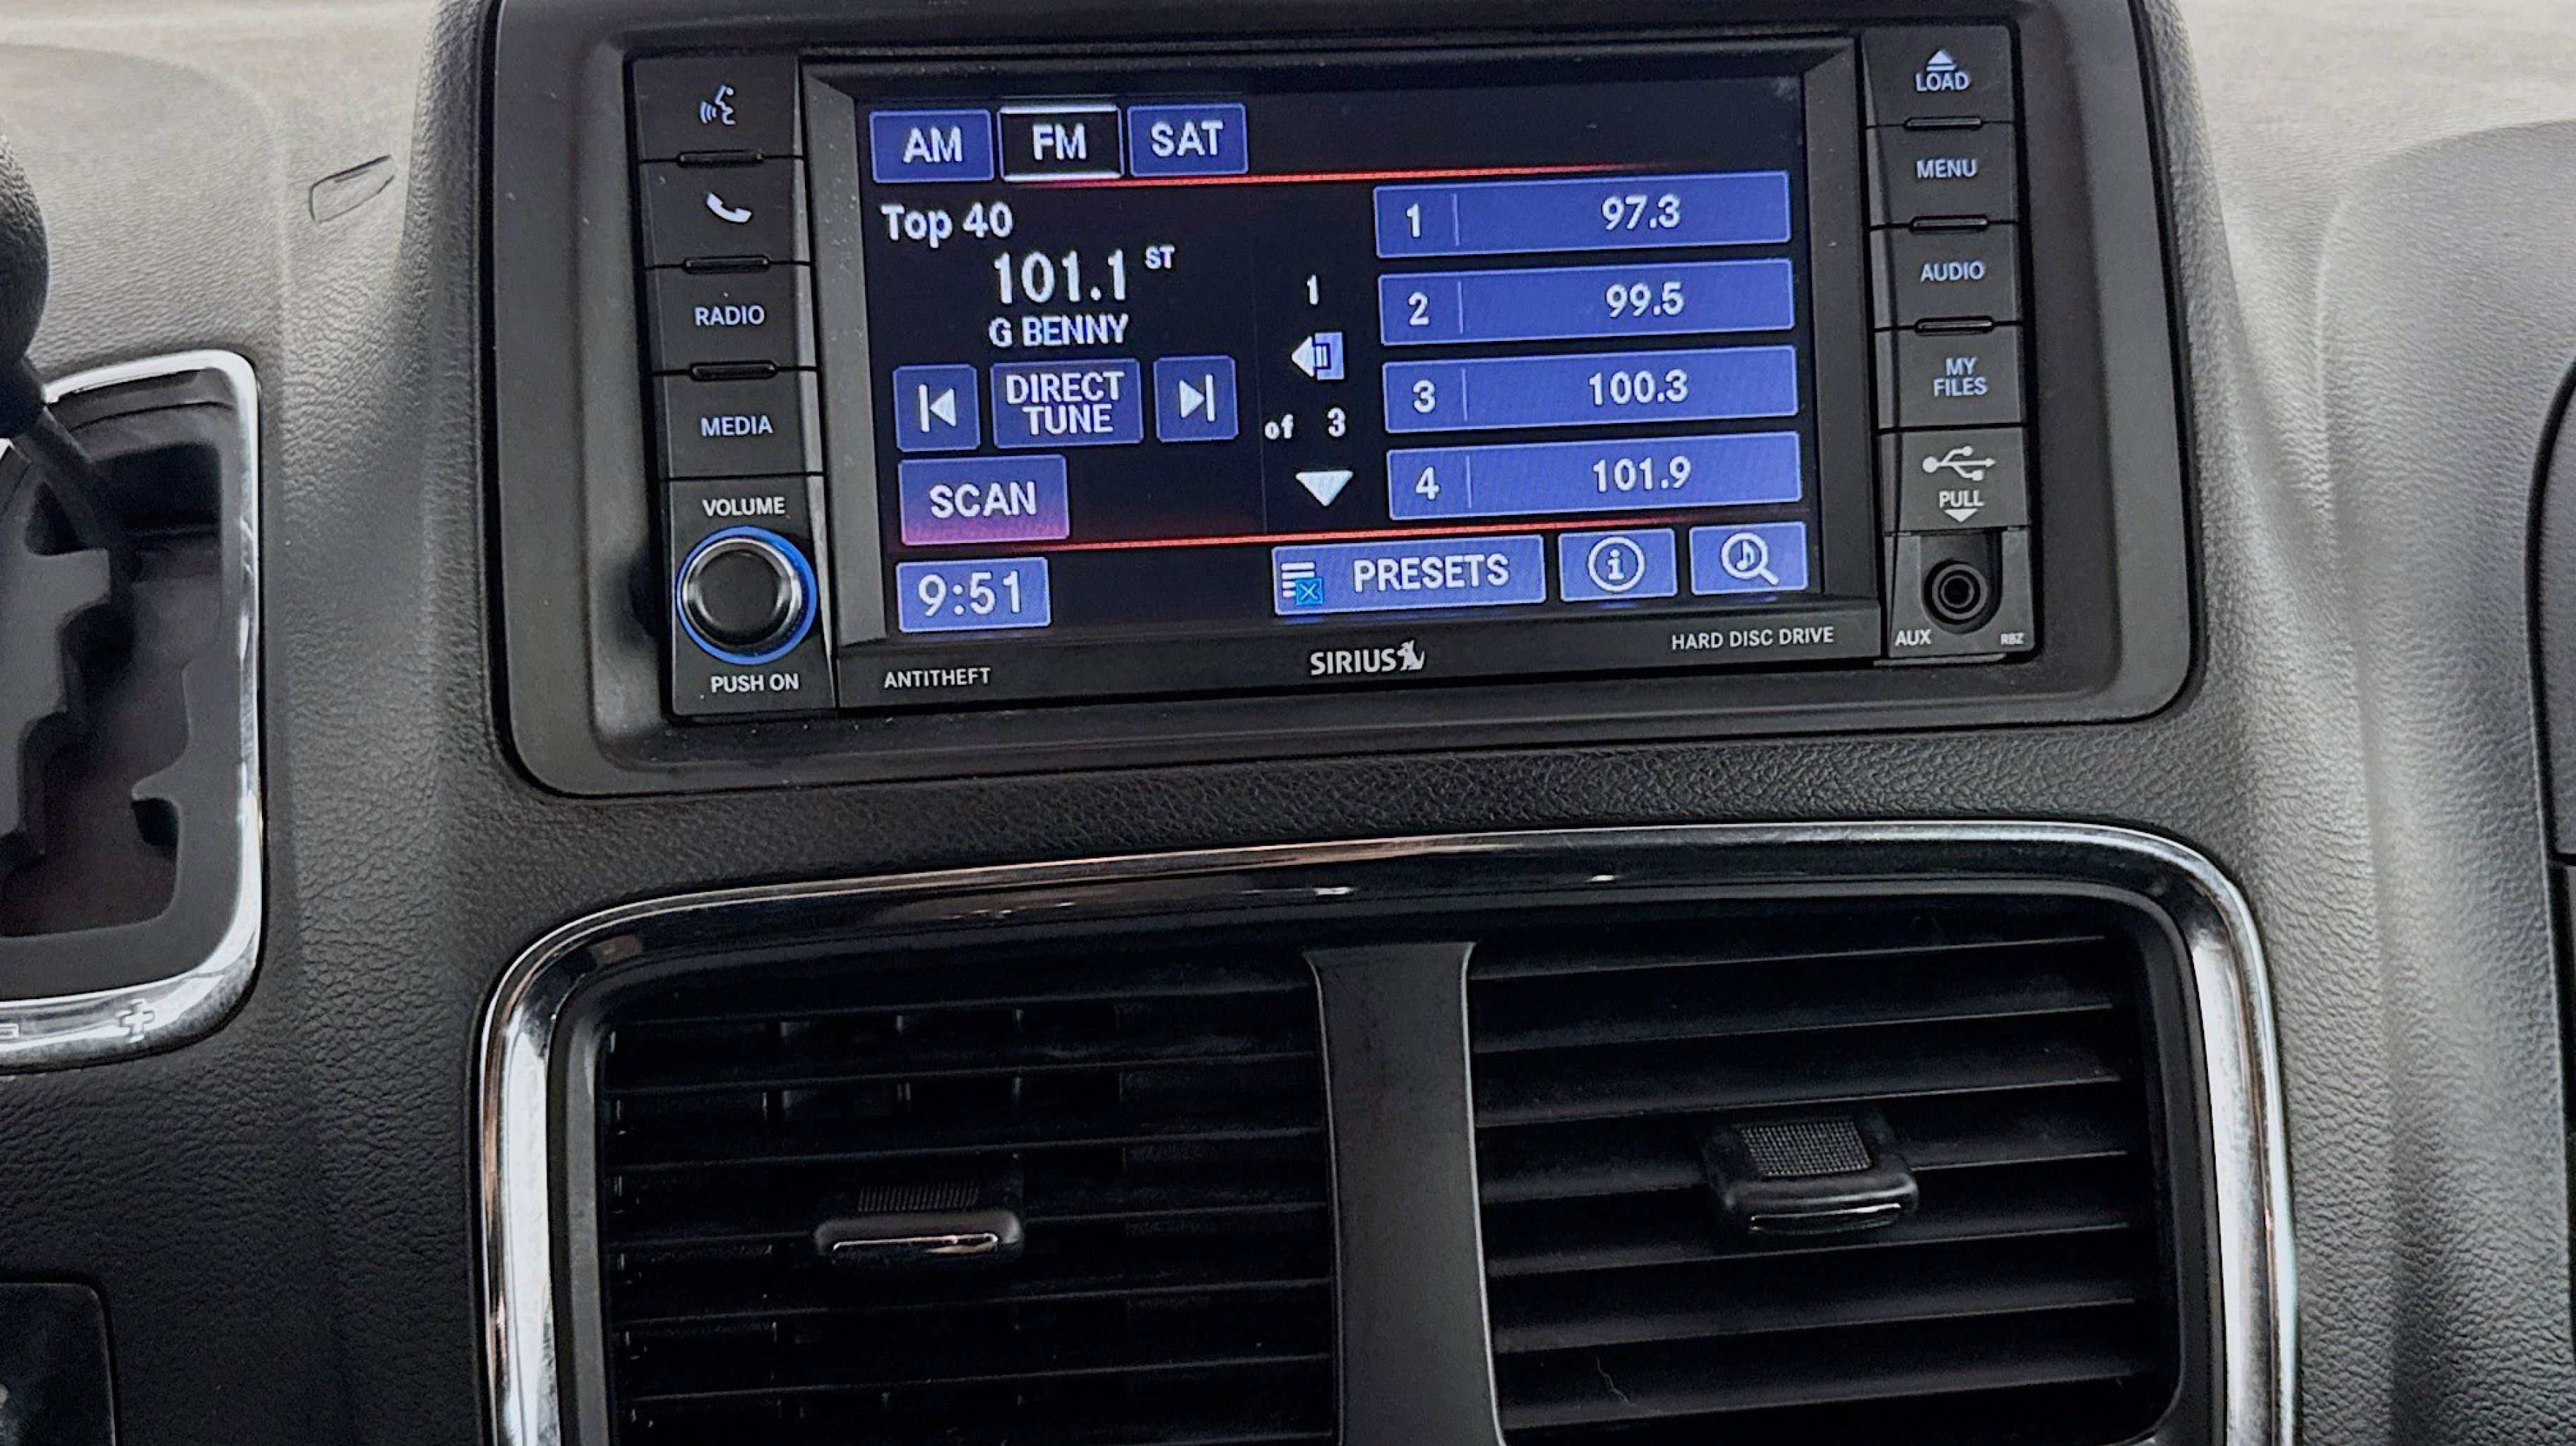 AM FM SAT
LOAD
Top 40
1 97.3
MENU
101.1 ST
G BENNY
1
2 99.5
AUDIO
RADIO
DIRECT
TUNE
3 100.3
MY
FILES
MEDIA
of 3
SCAN
4 101.9
PULL
VOLUME
9:51
PRESETS
i
AUX
RBZ
PUSH ON
ANTITHEFT
SIRIUS
HARD DISC DRIVE
- +